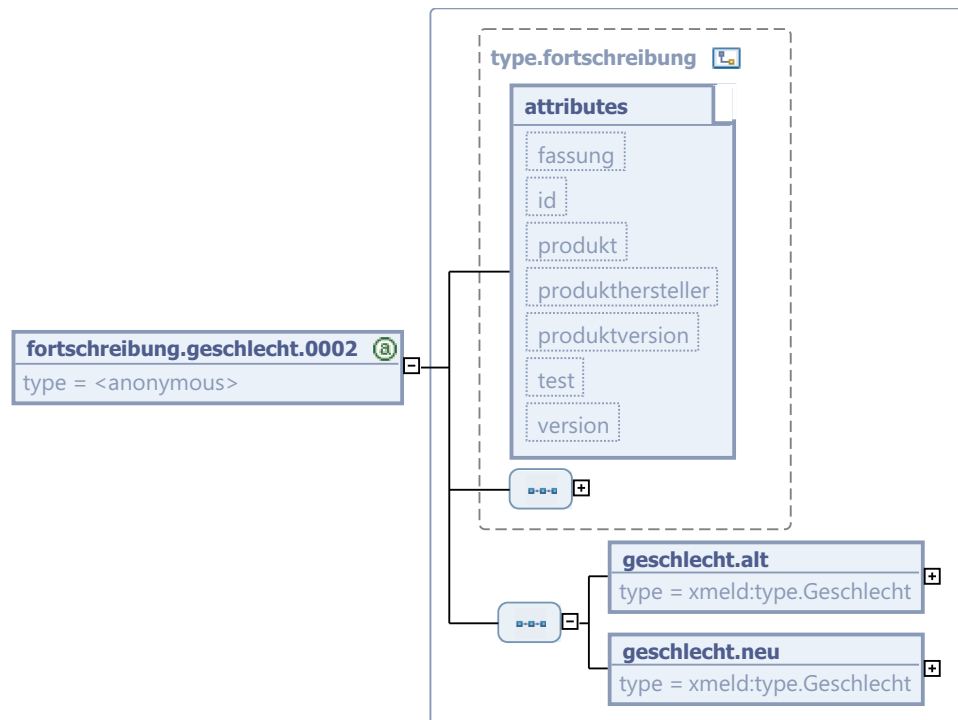 type.fortschreibung
attributes
fassung
id
produkt
produkthersteller
produktversion
test
version
fortschreibung.geschlecht.0002 @
type = <anonymous>
geschlecht.alt
type = xmeld:type.Geschlecht
geschlecht.neu
type = xmeld:type.Geschlecht